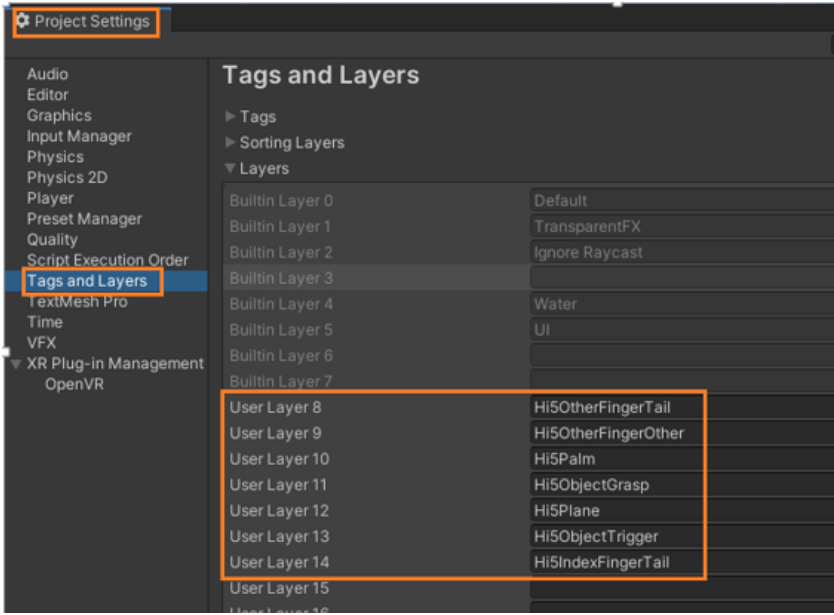 Project Settings
Audio
Editor
Graphics
Input Manager
Physics
Physics 2D
Player
Preset Manager
Quality
Script Execution Order
Tags and Layers
TextMesh Pro
Time
VFX
XR Plug-in Management
OpenVR
Tags and Layers
Tags
Sorting Layers
Layers
Builtin Layer 0 Default
Builtin Layer 1 TransparentFX
Builtin Layer 2 Ignore Raycast
Builtin Layer 3
Builtin Layer 4 Water
Builtin Layer 5 UI
Builtin Layer 6
Builtin Layer 7
User Layer 8 Hi5OtherFingerTail
User Layer 9 Hi5OtherFingerOther
User Layer 10 Hi5Palm
User Layer 11 Hi5ObjectGrasp
User Layer 12 Hi5Plane
User Layer 13 Hi5ObjectTrigger
User Layer 14 Hi5IndexFingerTail
User Layer 15
User Layer 16